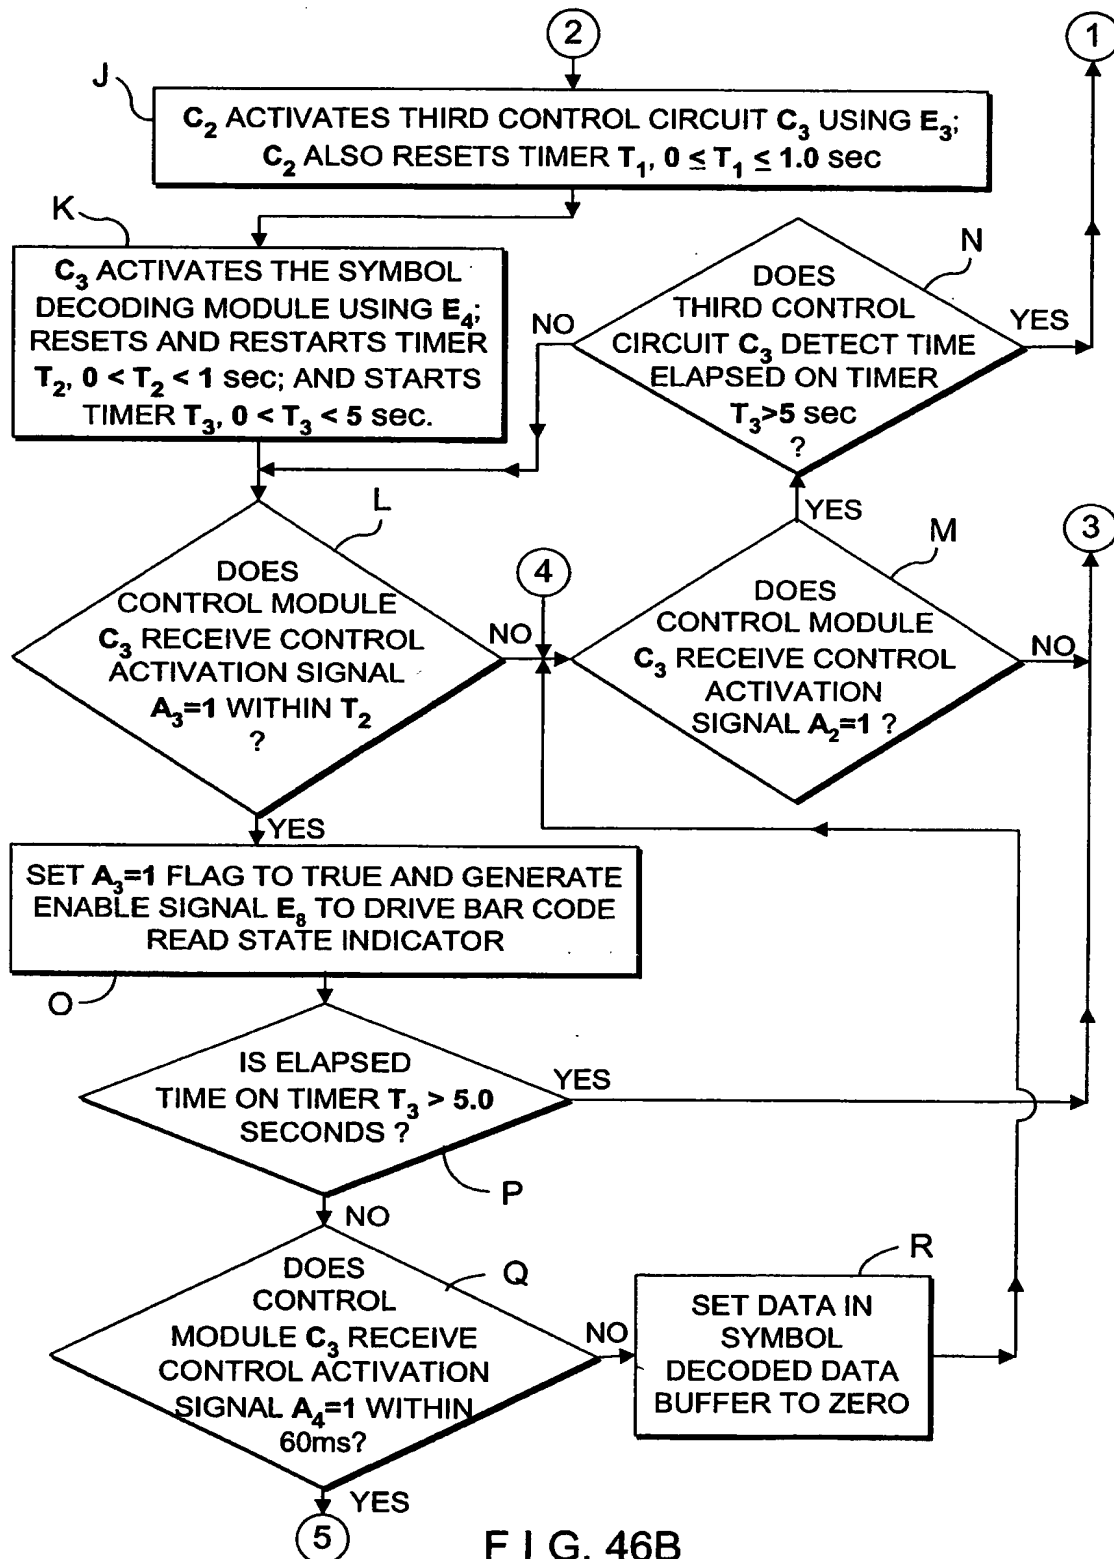 2
1
J
C₂ ACTIVATES THIRD CONTROL CIRCUIT C₃ USING E₃;
C₂ ALSO RESETS TIMER T₁, 0 ≤ T₁ ≤ 1.0 sec
K
C₃ ACTIVATES THE SYMBOL
DECODING MODULE USING E₄;
RESETS AND RESTARTS TIMER
T₂, 0 < T₂ < 1 sec; AND STARTS
TIMER T₃, 0 < T₃ < 5 sec.
N
DOES
THIRD CONTROL
CIRCUIT C₃ DETECT TIME
ELAPSED ON TIMER
T₃>5 sec
?
NO
YES
L
DOES
CONTROL MODULE
C₃ RECEIVE CONTROL
ACTIVATION SIGNAL
A₃=1 WITHIN T₂
?
NO
4
YES
M
DOES
CONTROL MODULE
C₃ RECEIVE CONTROL
ACTIVATION
SIGNAL A₂=1 ?
NO
3
YES
SET A₃=1 FLAG TO TRUE AND GENERATE
ENABLE SIGNAL E₈ TO DRIVE BAR CODE
READ STATE INDICATOR
O
IS ELAPSED
TIME ON TIMER T₃ > 5.0
SECONDS ?
YES
P
NO
DOES
CONTROL
MODULE C₃ RECEIVE
CONTROL ACTIVATION
SIGNAL A₄=1 WITHIN
60ms?
Q
NO
R
SET DATA IN
SYMBOL
DECODED DATA
BUFFER TO ZERO
YES
5
F I G. 46B